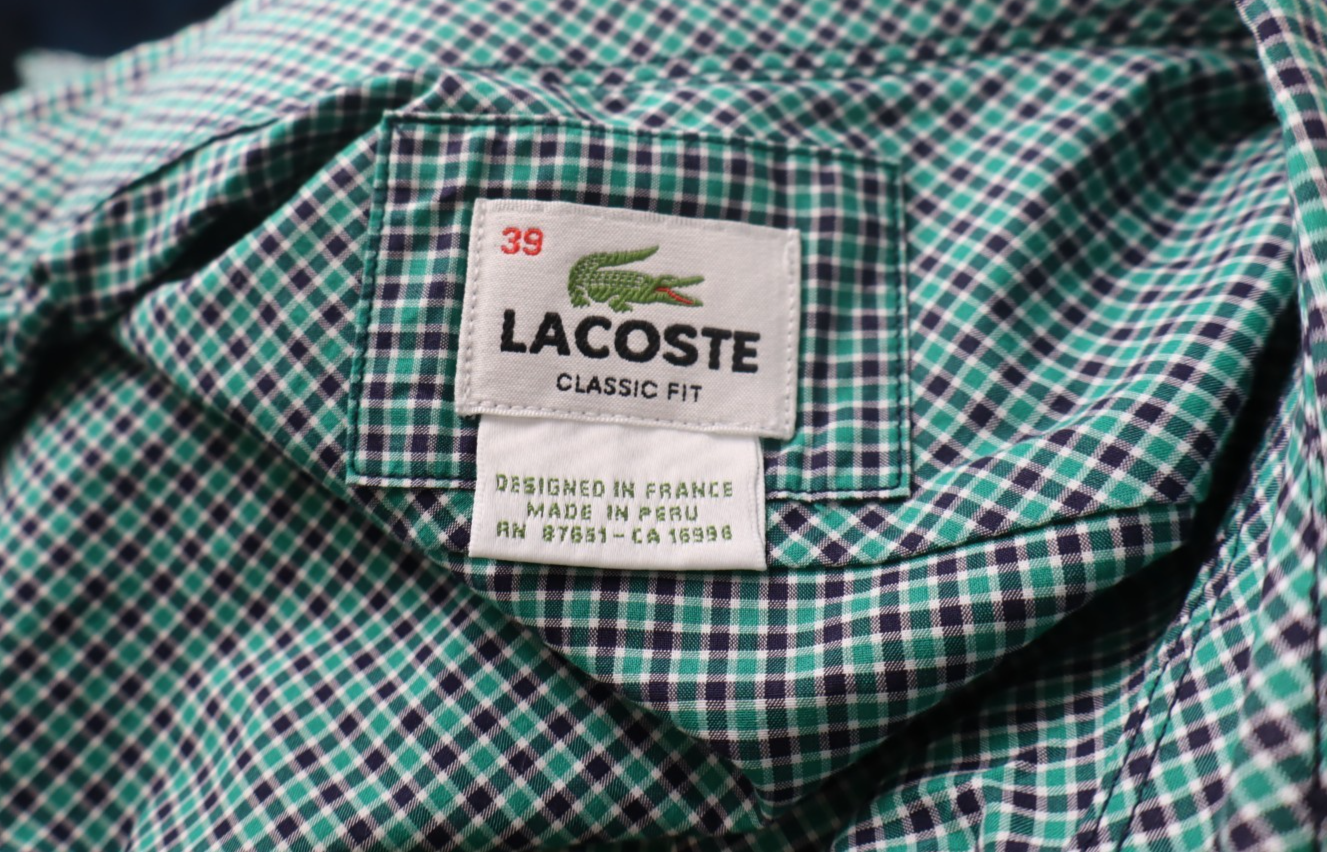 39
LACOSTE
CLASSIC FIT
DESIGNED IN FRANCE
MADE IN PERU
RN 87651-CA 16996